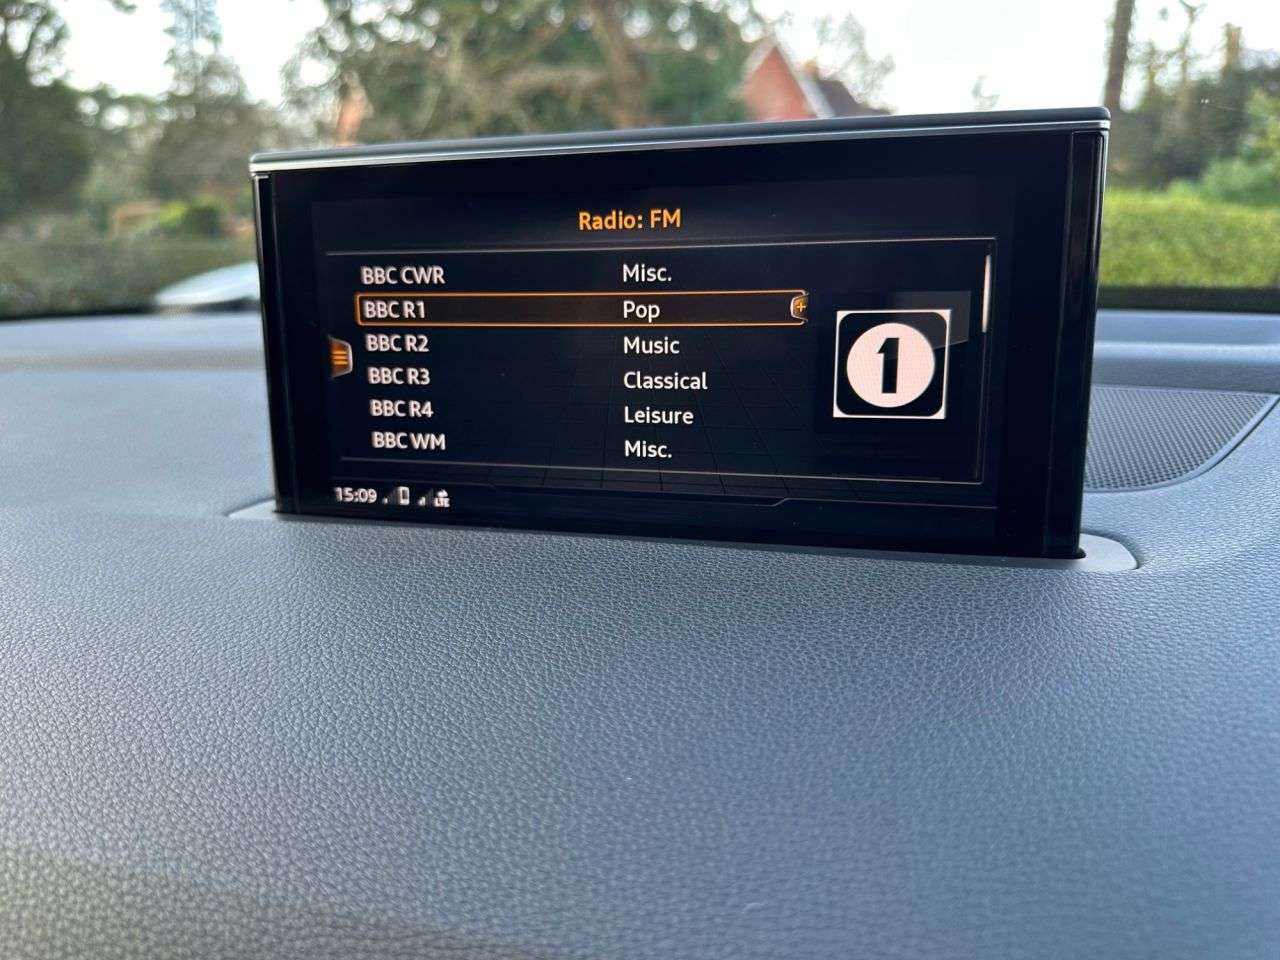 Radio: FM
BBC CWR Misc.
BBC R1 Pop
BBC R2 Music
BBC R3 Classical
BBC R4 Leisure
BBC WM Misc.
1
15:09 LTE